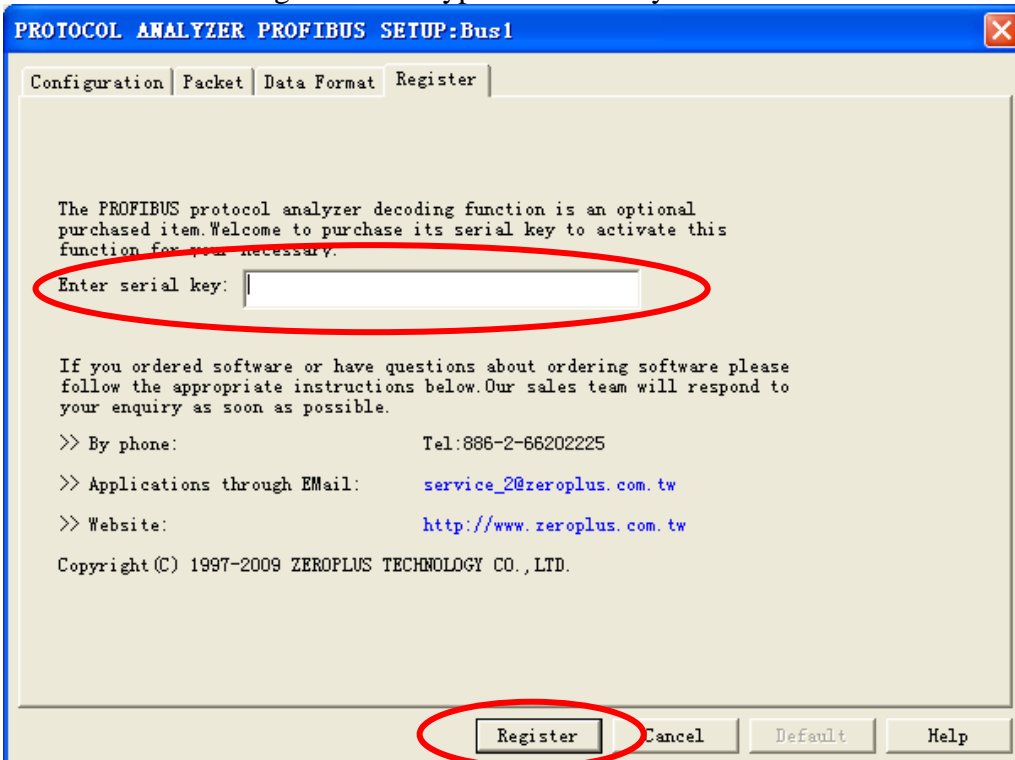 PROTOCOL ANALYZER PROFIBUS SETUP:Bus1
Configuration Packet Data Format Register
The PROFIBUS protocol analyzer decoding function is an optional
purchased item.Welcome to purchase its serial key to activate this
function for your necessary.
Enter serial key:
If you ordered software or have questions about ordering software please
follow the appropriate instructions below.Our sales team will respond to
your enquiry as soon as possible.
>> By phone: Tel:886-2-66202225
>> Applications through EMail: service_2@zeroplus.com.tw
>> Website: http://www.zeroplus.com.tw
Copyright(C) 1997-2009 ZEROPLUS TECHNOLOGY CO.,LTD.
Register Cancel Default Help